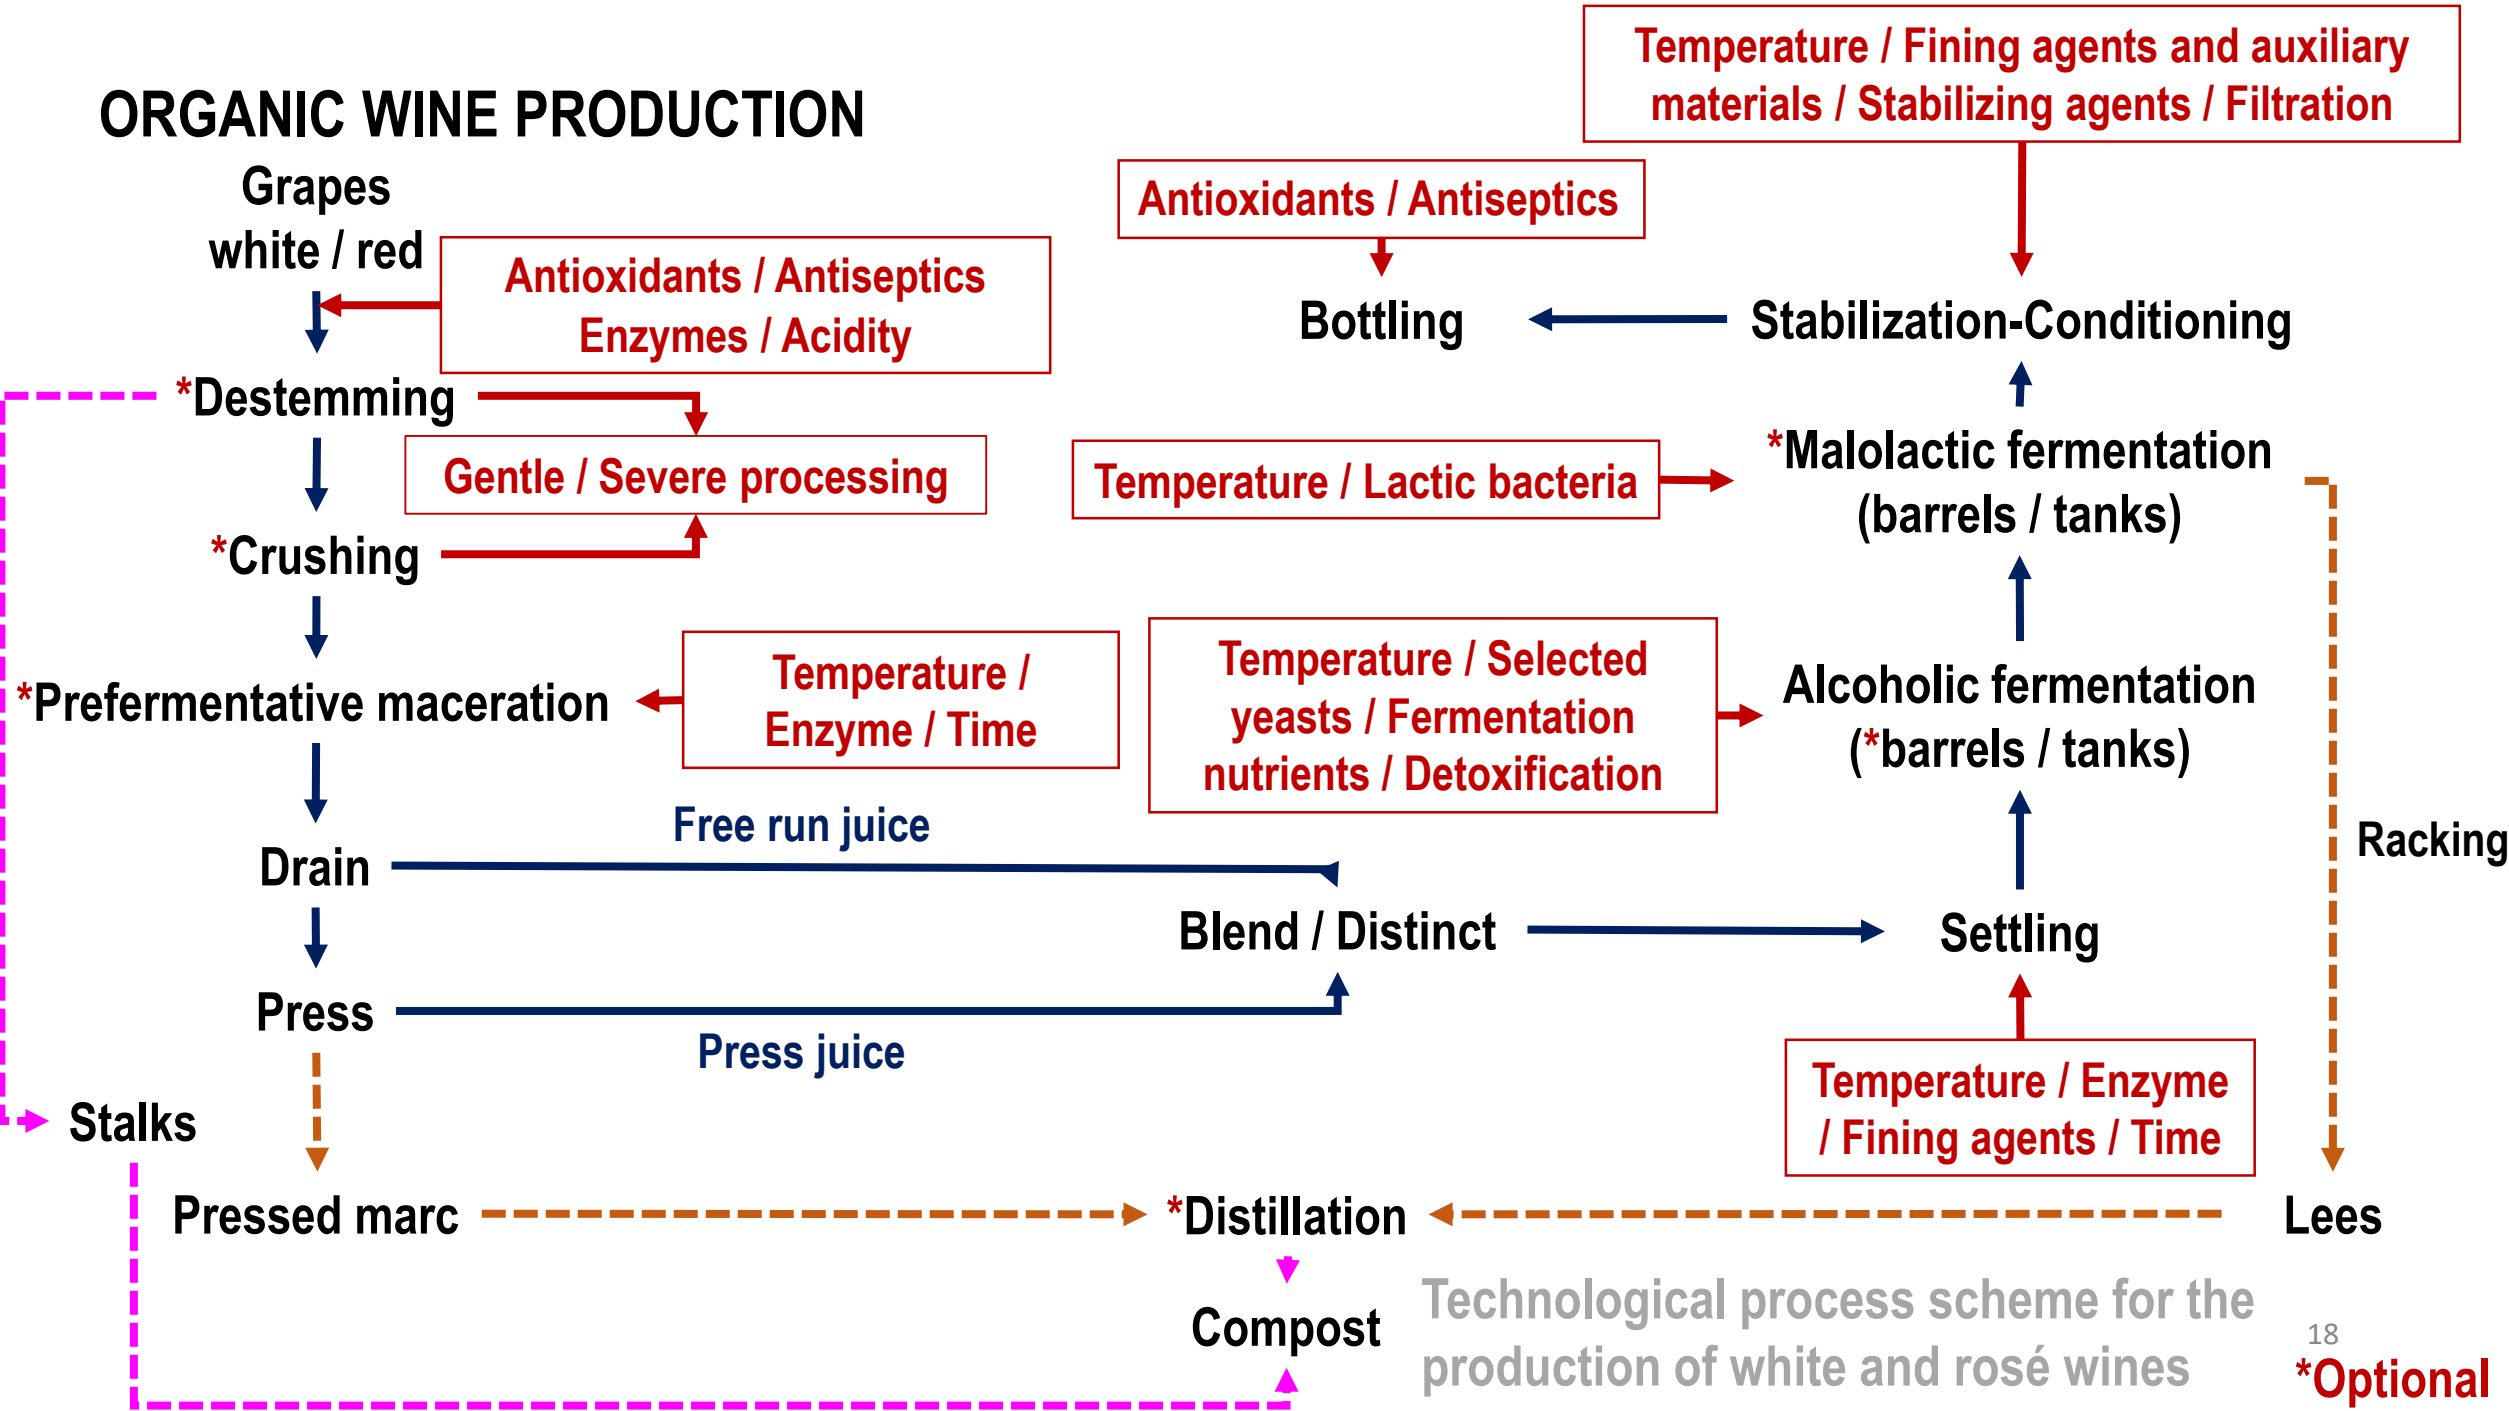 ORGANIC WINE PRODUCTION
Grapes
white / red
Antioxidants / Antiseptics
Enzymes / Acidity
*Destemming
Gentle / Severe processing
*Crushing
*Prefermentative maceration
Temperature /
Enzyme / Time
Drain
Free run juice
Press
Press juice
Stalks
Pressed marc
Blend / Distinct
*Distillation
Compost
Temperature / Fining agents and auxiliary
materials / Stabilizing agents / Filtration
Antioxidants / Antiseptics
Bottling
Stabilization-Conditioning
Temperature / Lactic bacteria
*Malolactic fermentation
(barrels / tanks)
Temperature / Selected
yeasts / Fermentation
nutrients / Detoxification
Alcoholic fermentation
(*barrels / tanks)
Racking
Settling
Temperature / Enzyme
/ Fining agents / Time
Lees
Technological process scheme for the
production of white and rosé wines
18
*Optional